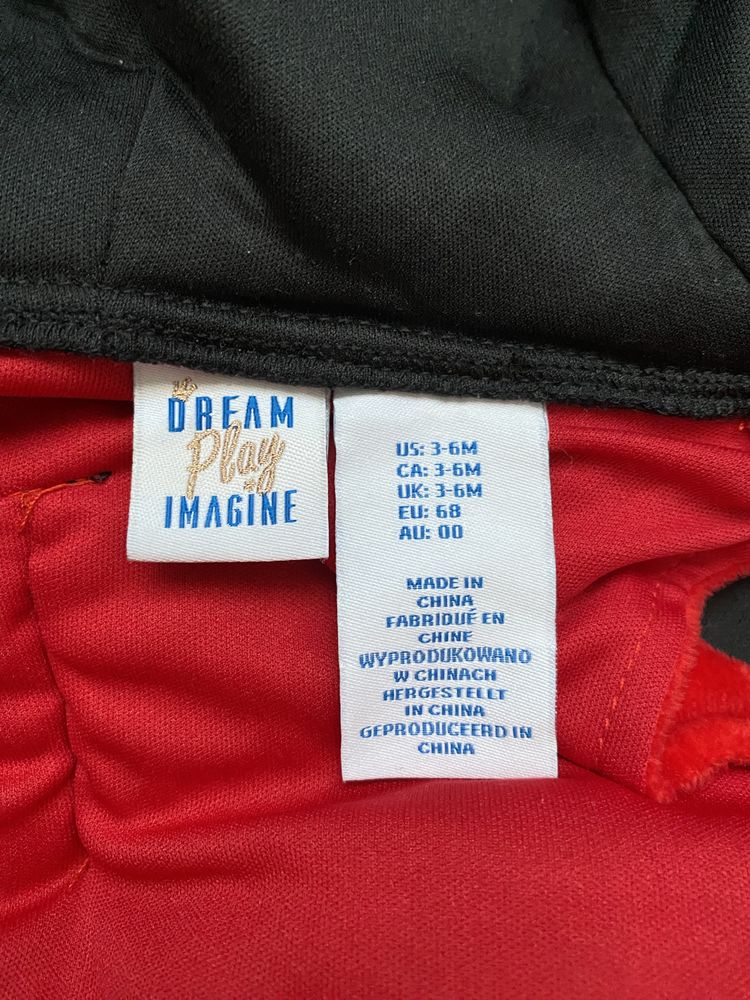 DREAM
Play
IMAGINE
US: 3-6M
CA: 3-6M
UK: 3-6M
EU: 68
AU: 00
MADE IN
CHINA
FABRIQUÉ EN
CHINE
WYPRODUKOWANO
W CHINACH
HERGESTELLT
IN CHINA
GEPRODUCEERD IN
CHINA